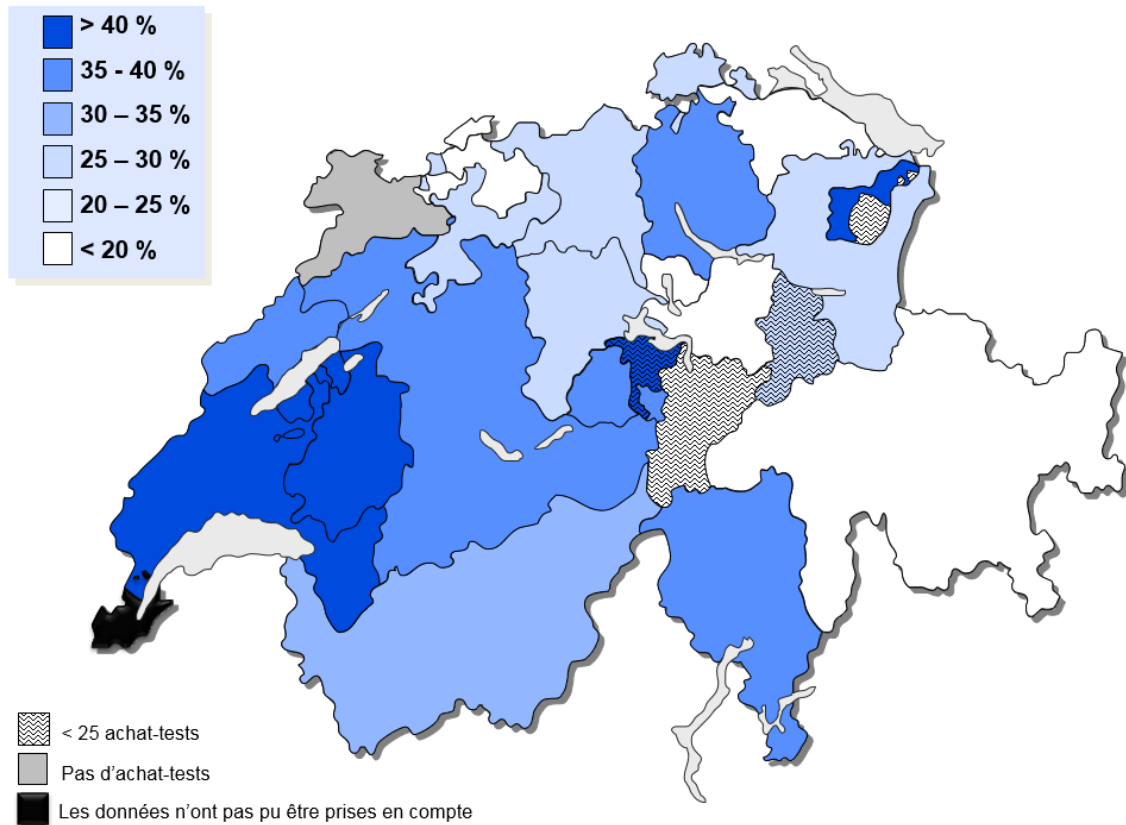 > 40 %
35 - 40 %
30 – 35 %
25 – 30 %
20 – 25 %
< 20 %
< 25 achat-tests
Pas d’achat-tests
Les données n’ont pas pu être prises en compte